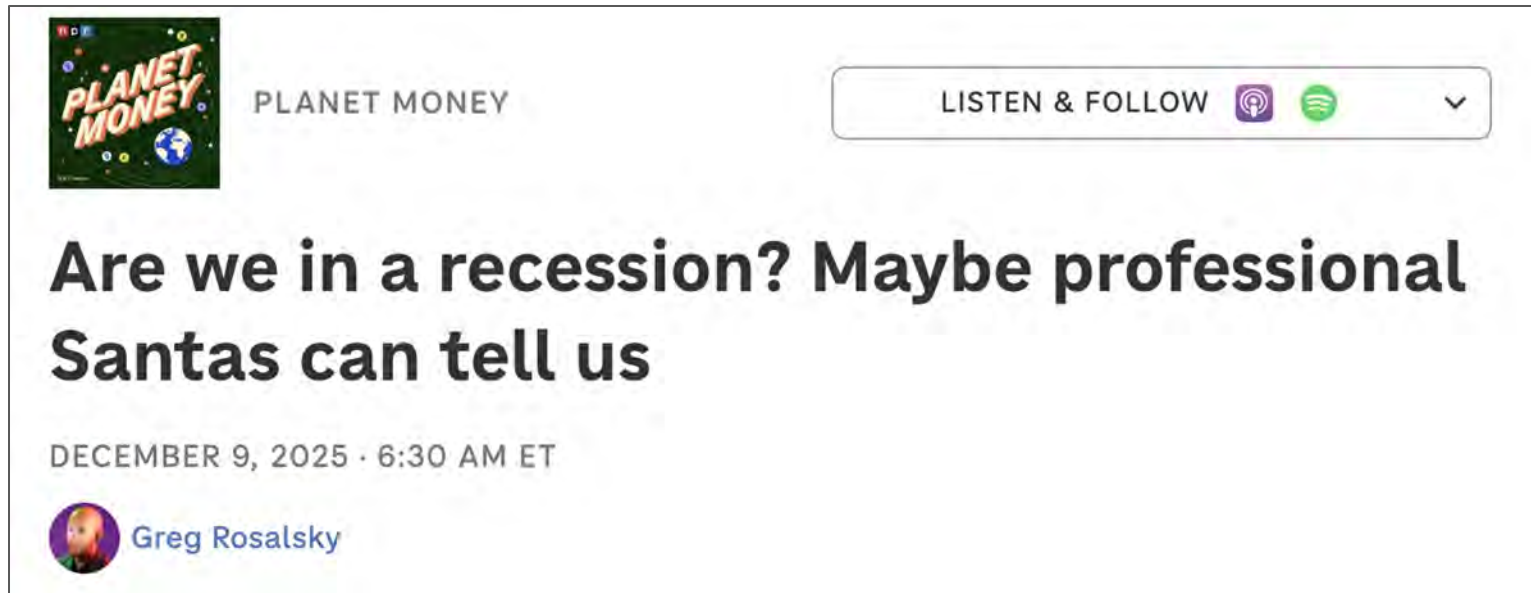 npr
PLANET
MONEY
PLANET MONEY
LISTEN & FOLLOW
Are we in a recession? Maybe professional
Santas can tell us
DECEMBER 9, 2025 · 6:30 AM ET
Greg Rosalsky